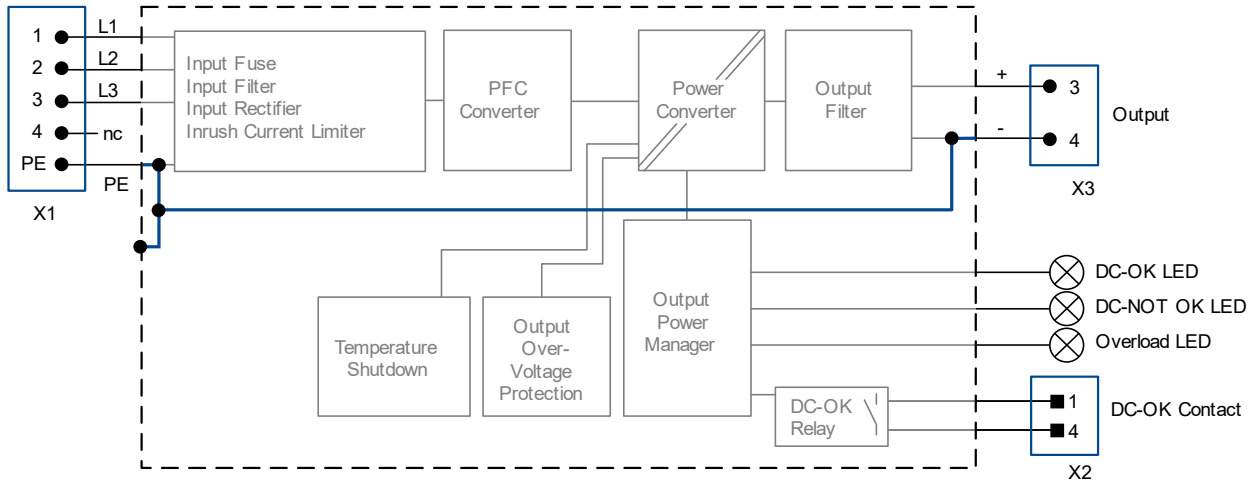 1
L1
2
L2
3
L3
4
nc
PE
PE
X1
Input Fuse
Input Filter
Input Rectifier
Inrush Current Limiter
PFC
Converter
Power
Converter
Output
Filter
+
3
-
4
Output
X3
Temperature
Shutdown
Output
Over-
Voltage
Protection
Output
Power
Manager
DC-OK LED
DC-NOT OK LED
Overload LED
DC-OK
Relay
1
4
DC-OK Contact
X2